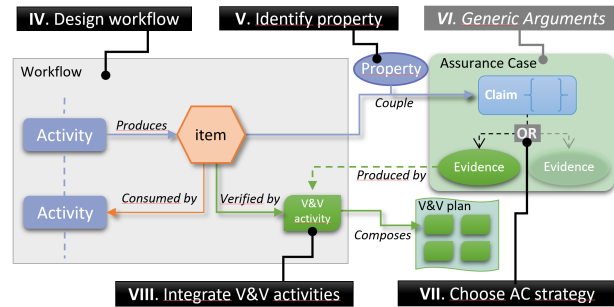 IV. Design workflow
V. Identify property
VI. Generic Arguments
Workflow
Property
Assurance Case
Couple
Claim
Produces
Activity
item
OR
Evidence
Evidence
Produced by
Activity
Consumed by
Verified by
V&V
activity
V&V plan
Composes
VIII. Integrate V&V activities
VII. Choose AC strategy